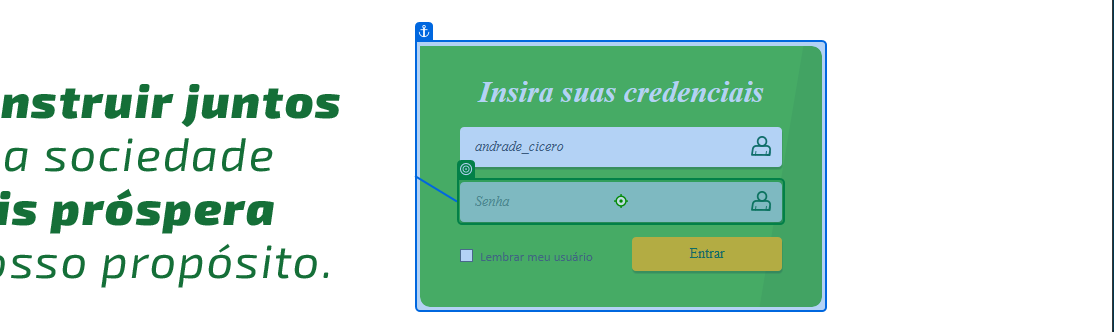 nstruir juntos
a sociedade
is próspera
osso propósito.
Insira suas credenciais
andrade_cicero
Senha
Lembrar meu usuário
Entrar